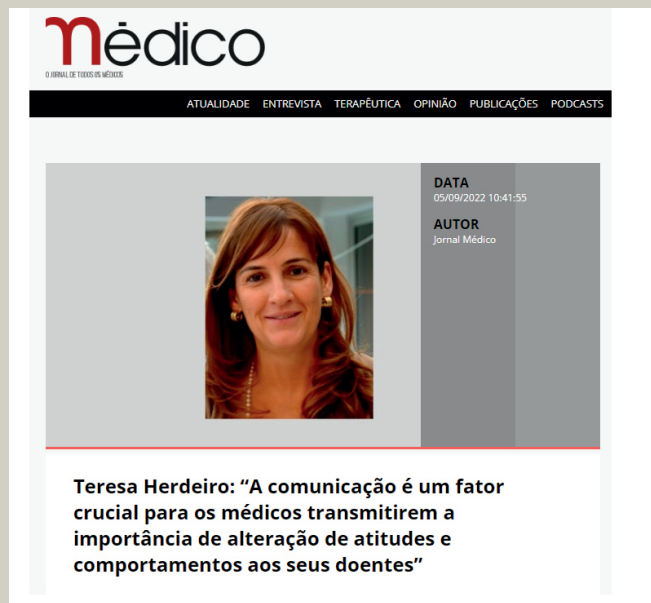 médico
O JORNAL DE TODOS OS MÉDICOS
ATUALIDADE ENTREVISTA TERAPÊUTICA OPINIÃO PUBLICAÇÕES PODCASTS
DATA
05/09/2022 10:41:55
AUTOR
Jornal Médico
Teresa Herdeiro: “A comunicação é um fator
crucial para os médicos transmitirem a
importância de alteração de atitudes e
comportamentos aos seus doentes”